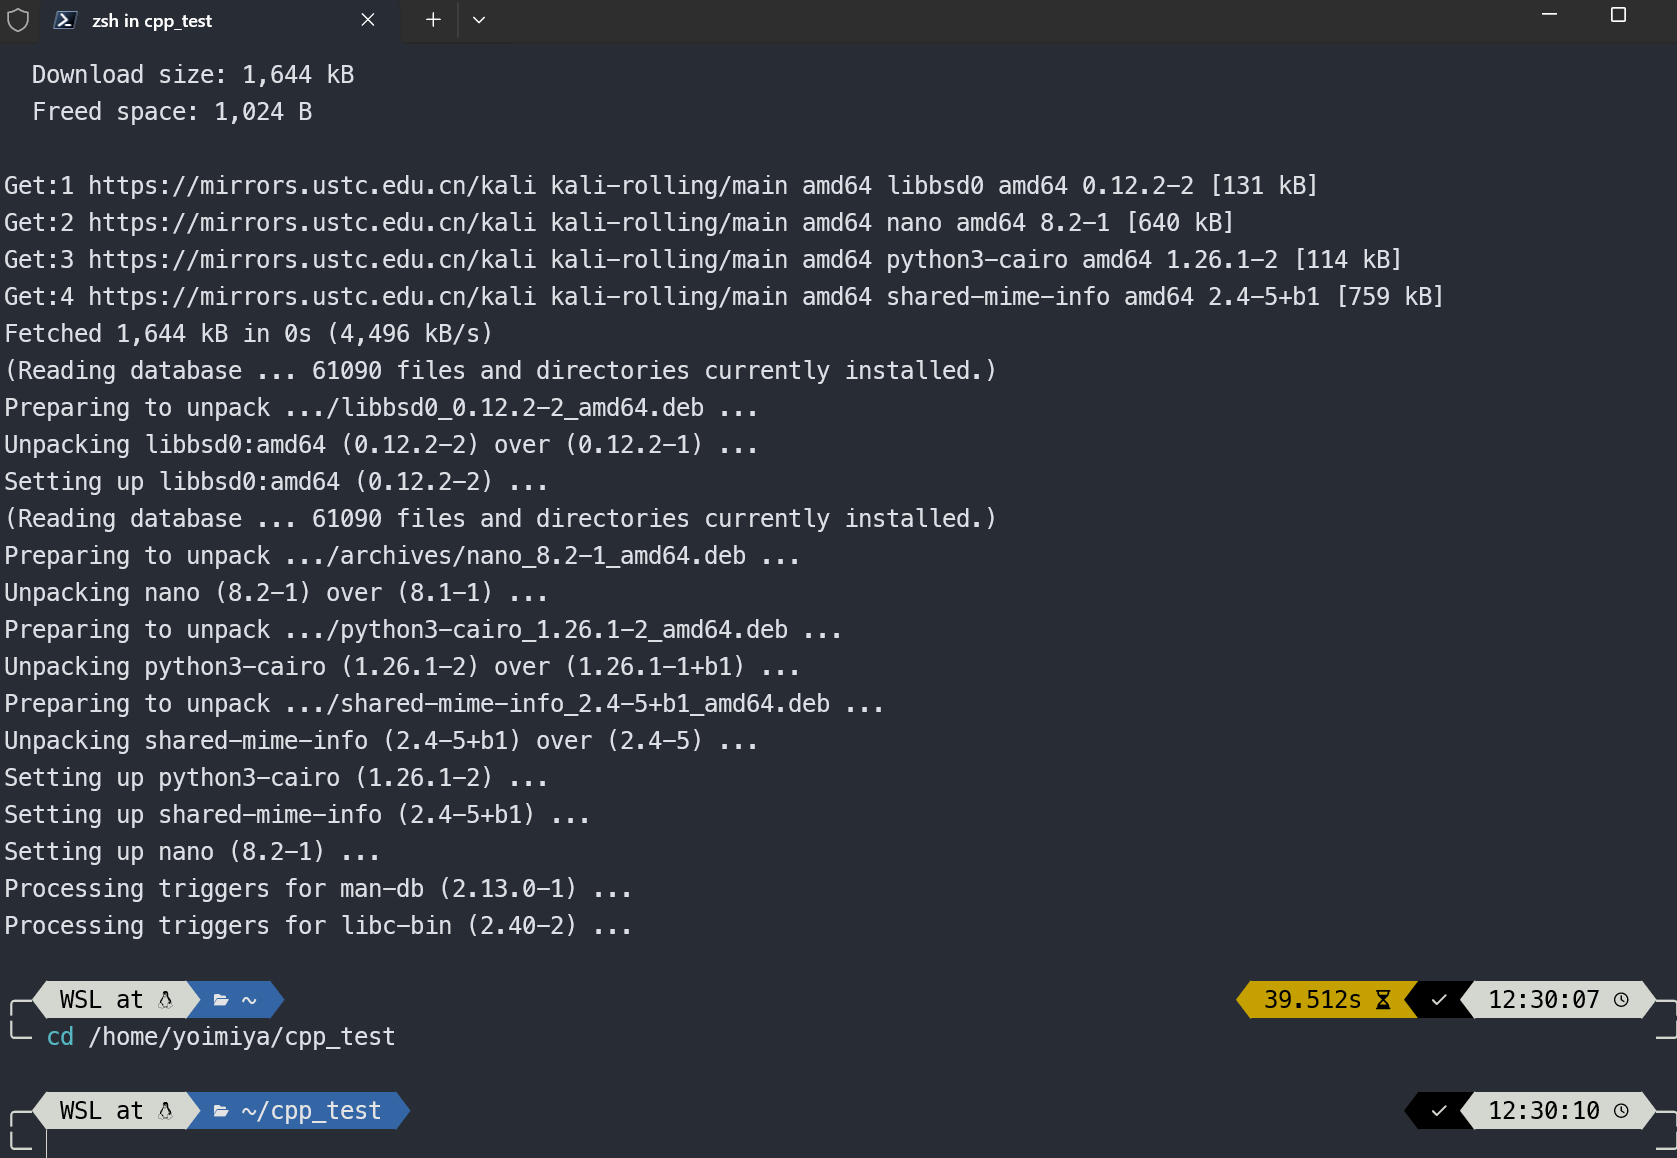 zsh in cpp_test
Download size: 1,644 kB
Freed space: 1,024 B
Get:1 https://mirrors.ustc.edu.cn/kali kali-rolling/main amd64 libbsd0 amd64 0.12.2-2 [131 kB]
Get:2 https://mirrors.ustc.edu.cn/kali kali-rolling/main amd64 nano amd64 8.2-1 [640 kB]
Get:3 https://mirrors.ustc.edu.cn/kali kali-rolling/main amd64 python3-cairo amd64 1.26.1-2 [114 kB]
Get:4 https://mirrors.ustc.edu.cn/kali kali-rolling/main amd64 shared-mime-info amd64 2.4-5+b1 [759 kB]
Fetched 1,644 kB in 0s (4,496 kB/s)
(Reading database ... 61090 files and directories currently installed.)
Preparing to unpack .../libbsd0_0.12.2-2_amd64.deb ...
Unpacking libbsd0:amd64 (0.12.2-2) over (0.12.2-1) ...
Setting up libbsd0:amd64 (0.12.2-2) ...
(Reading database ... 61090 files and directories currently installed.)
Preparing to unpack .../archives/nano_8.2-1_amd64.deb ...
Unpacking nano (8.2-1) over (8.1-1) ...
Preparing to unpack .../python3-cairo_1.26.1-2_amd64.deb ...
Unpacking python3-cairo (1.26.1-2) over (1.26.1-1+b1) ...
Preparing to unpack .../shared-mime-info_2.4-5+b1_amd64.deb ...
Unpacking shared-mime-info (2.4-5+b1) over (2.4-5) ...
Setting up python3-cairo (1.26.1-2) ...
Setting up shared-mime-info (2.4-5+b1) ...
Setting up nano (8.2-1) ...
Processing triggers for man-db (2.13.0-1) ...
Processing triggers for libc-bin (2.40-2) ...
WSL at ~ 39.512s 12:30:07
cd /home/yoimiya/cpp_test
WSL at ~/cpp_test 12:30:10